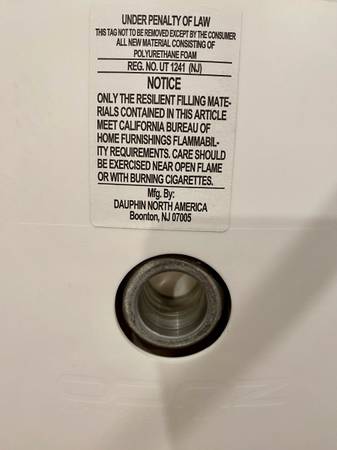 UNDER PENALTY OF LAW
THIS TAG NOT TO BE REMOVED EXCEPT BY THE CONSUMER
ALL NEW MATERIAL CONSISTING OF
POLYURETHANE FOAM
REG. NO. UT 1241 (NJ)
NOTICE
ONLY THE RESILIENT FILLING MATE-
RIALS CONTAINED IN THIS ARTICLE
MEET CALIFORNIA BUREAU OF
HOME FURNISHINGS FLAMMABIL-
ITY REQUIREMENTS. CARE SHOULD
BE EXERCISED NEAR OPEN FLAME
OR WITH BURNING CIGARETTES.
Mfg. By:
DAUPHIN NORTH AMERICA
Boonton, NJ 07005